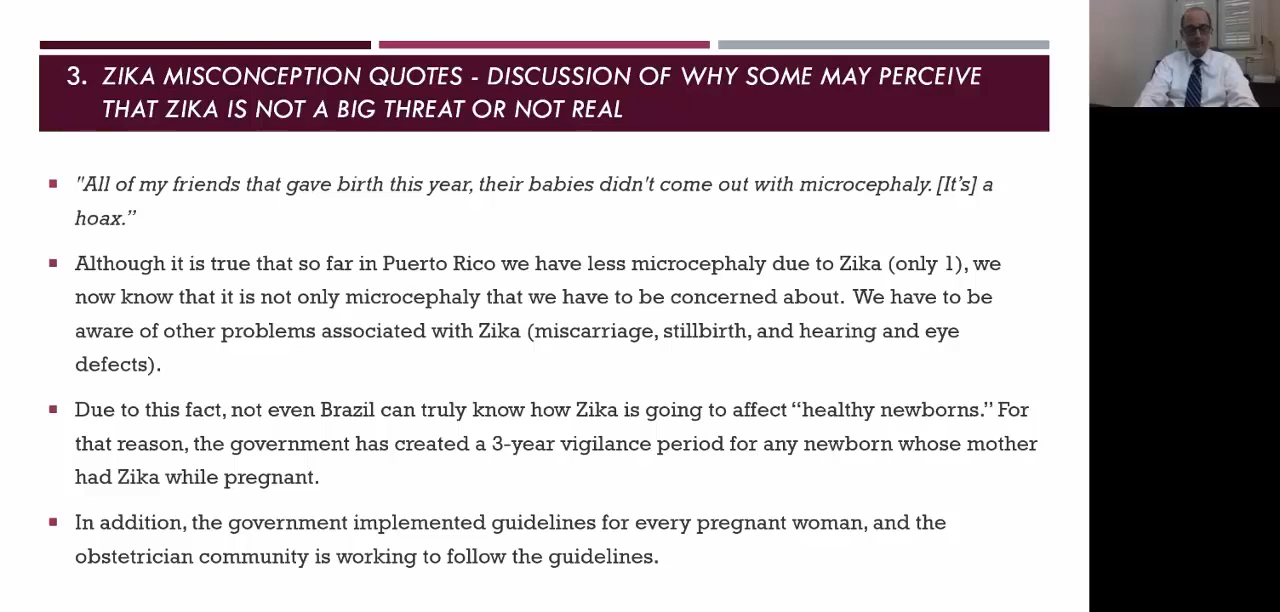 3. ZIKA MISCONCEPTION QUOTES - DISCUSSION OF WHY SOME MAY PERCEIVE
THAT ZIKA IS NOT A BIG THREAT OR NOT REAL
"All of my friends that gave birth this year, their babies didn't come out with microcephaly. [It’s] a
hoax.”
Although it is true that so far in Puerto Rico we have less microcephaly due to Zika (only 1), we
now know that it is not only microcephaly that we have to be concerned about. We have to be
aware of other problems associated with Zika (miscarriage, stillbirth, and hearing and eye
defects).
Due to this fact, not even Brazil can truly know how Zika is going to affect “healthy newborns.” For
that reason, the government has created a 3-year vigilance period for any newborn whose mother
had Zika while pregnant.
In addition, the government implemented guidelines for every pregnant woman, and the
obstetrician community is working to follow the guidelines.